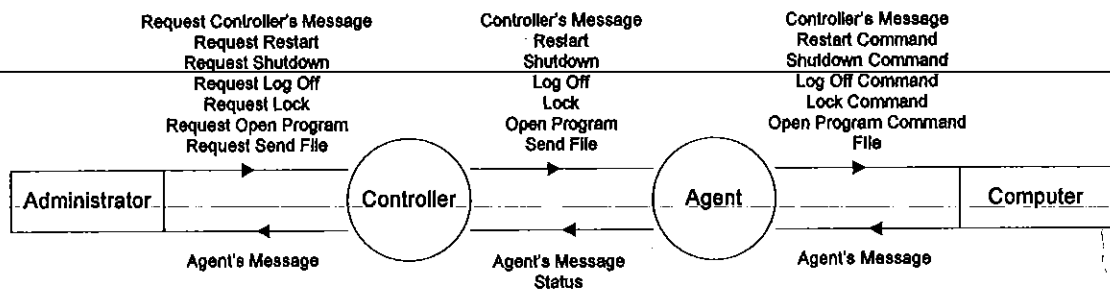 Request Controller's Message
Request Restart
Request Shutdown
Request Log Off
Request Lock
Request Open Program
Request Send File
Controller's Message
Restart
Shutdown
Log Off
Lock
Open Program
Send File
Controller's Message
Restart Command
Shutdown Command
Log Off Command
Lock Command
Open Program Command
File
Administrator
Controller
Agent
Computer
Agent's Message
Agent's Message
Status
Agent's Message